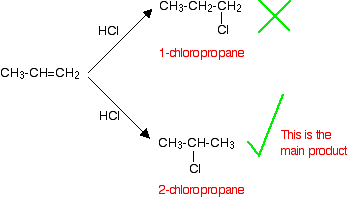 CH₃-CH₂-CH₂
HCl
Cl
1-chloropropane
CH₃-CH=CH₂
HCl
CH₃-CH-CH₃
This is the
main product
Cl
2-chloropropane